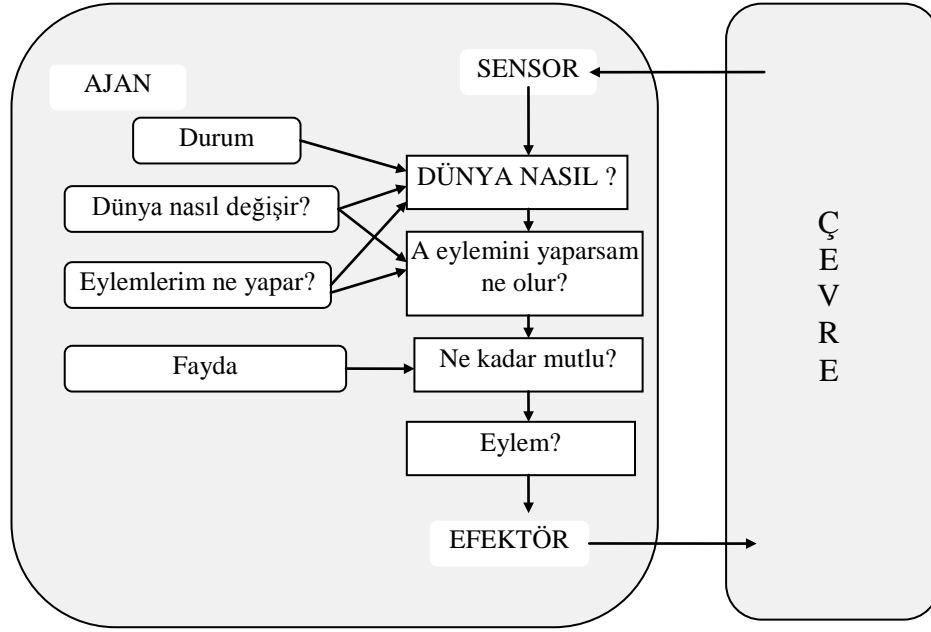 SENSOR
AJAN
Durum
DÜNYA NASIL ?
Dünya nasıl değişir?
A eylemini yaparsam
ne olur?
Eylemlerim ne yapar?
Fayda
Ne kadar mutlu?
Eylem?
EFEKTÖR
Ç
E
V
R
E